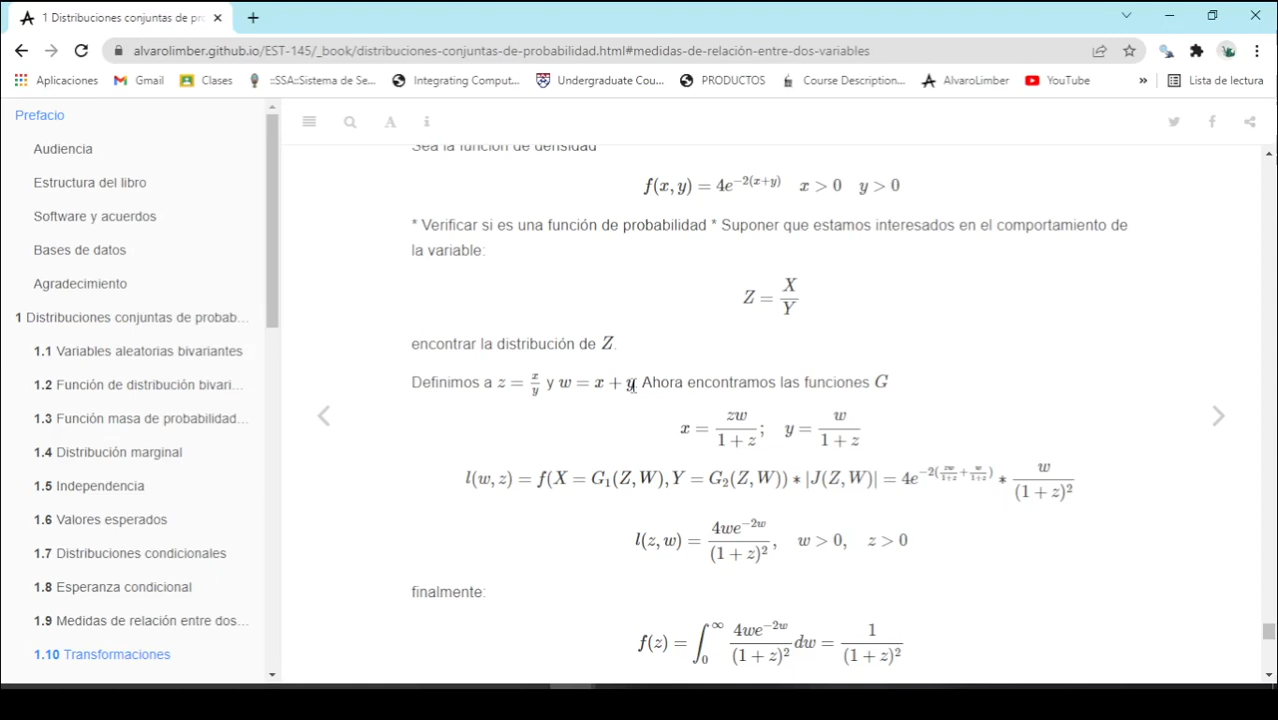 1 Distribuciones conjuntas de pro
alvarolimber.github.io/EST-145/_book/distribuciones-conjuntas-de-probabilidad.html#medidas-de-relación-entre-dos-variables
Aplicaciones Gmail Clases ::SSA::Sistema de Se... Integrating Comput... Undergraduate Cou... PRODUCTOS Course Description... AlvaroLimber YouTube » Lista de lectura
Prefacio
Audiencia
Estructura del libro
Software y acuerdos
Bases de datos
Agradecimiento
1 Distribuciones conjuntas de probab...
1.1 Variables aleatorias bivariantes
1.2 Función de distribución bivari...
1.3 Función masa de probabilidad...
1.4 Distribución marginal
1.5 Independencia
1.6 Valores esperados
1.7 Distribuciones condicionales
1.8 Esperanza condicional
1.9 Medidas de relación entre dos...
1.10 Transformaciones
Sea la función de densidad
f(x, y) = 4e^{−2(x+y)} x > 0 y > 0
* Verificar si es una función de probabilidad * Suponer que estamos interesados en el comportamiento de
la variable:
Z = X/Y
encontrar la distribución de Z.
Definimos a z = x/y y w = x + y Ahora encontramos las funciones G
x = zw/(1 + z); y = w/(1 + z)
l(w, z) = f(X = G₁(Z, W), Y = G₂(Z, W)) * |J(Z, W)| = 4e^{−2(zw/(1+z) + w/(1+z))} * w/(1 + z)²
l(z, w) = 4we^{−2w}/(1 + z)², w > 0, z > 0
finalmente:
f(z) = ∫₀^∞ 4we^{−2w}/(1 + z)² dw = 1/(1 + z)²